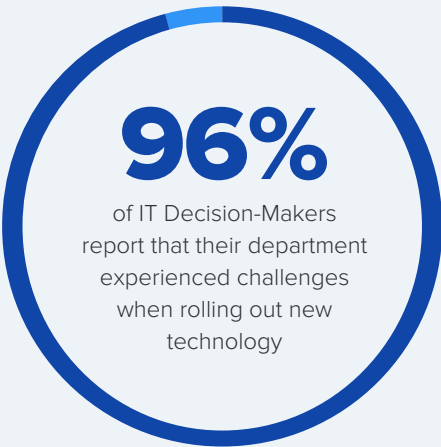 96%
of IT Decision-Makers
report that their department
experienced challenges
when rolling out new
technology